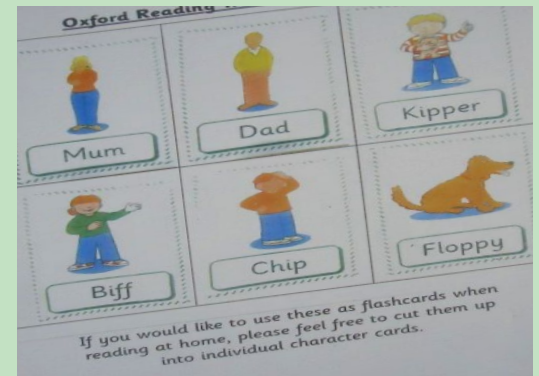 Oxford Reading
Mum
Dad
Kipper
Biff
Chip
Floppy
If you would like to use these as flashcards when
reading at home, please feel free to cut them up
into individual character cards.